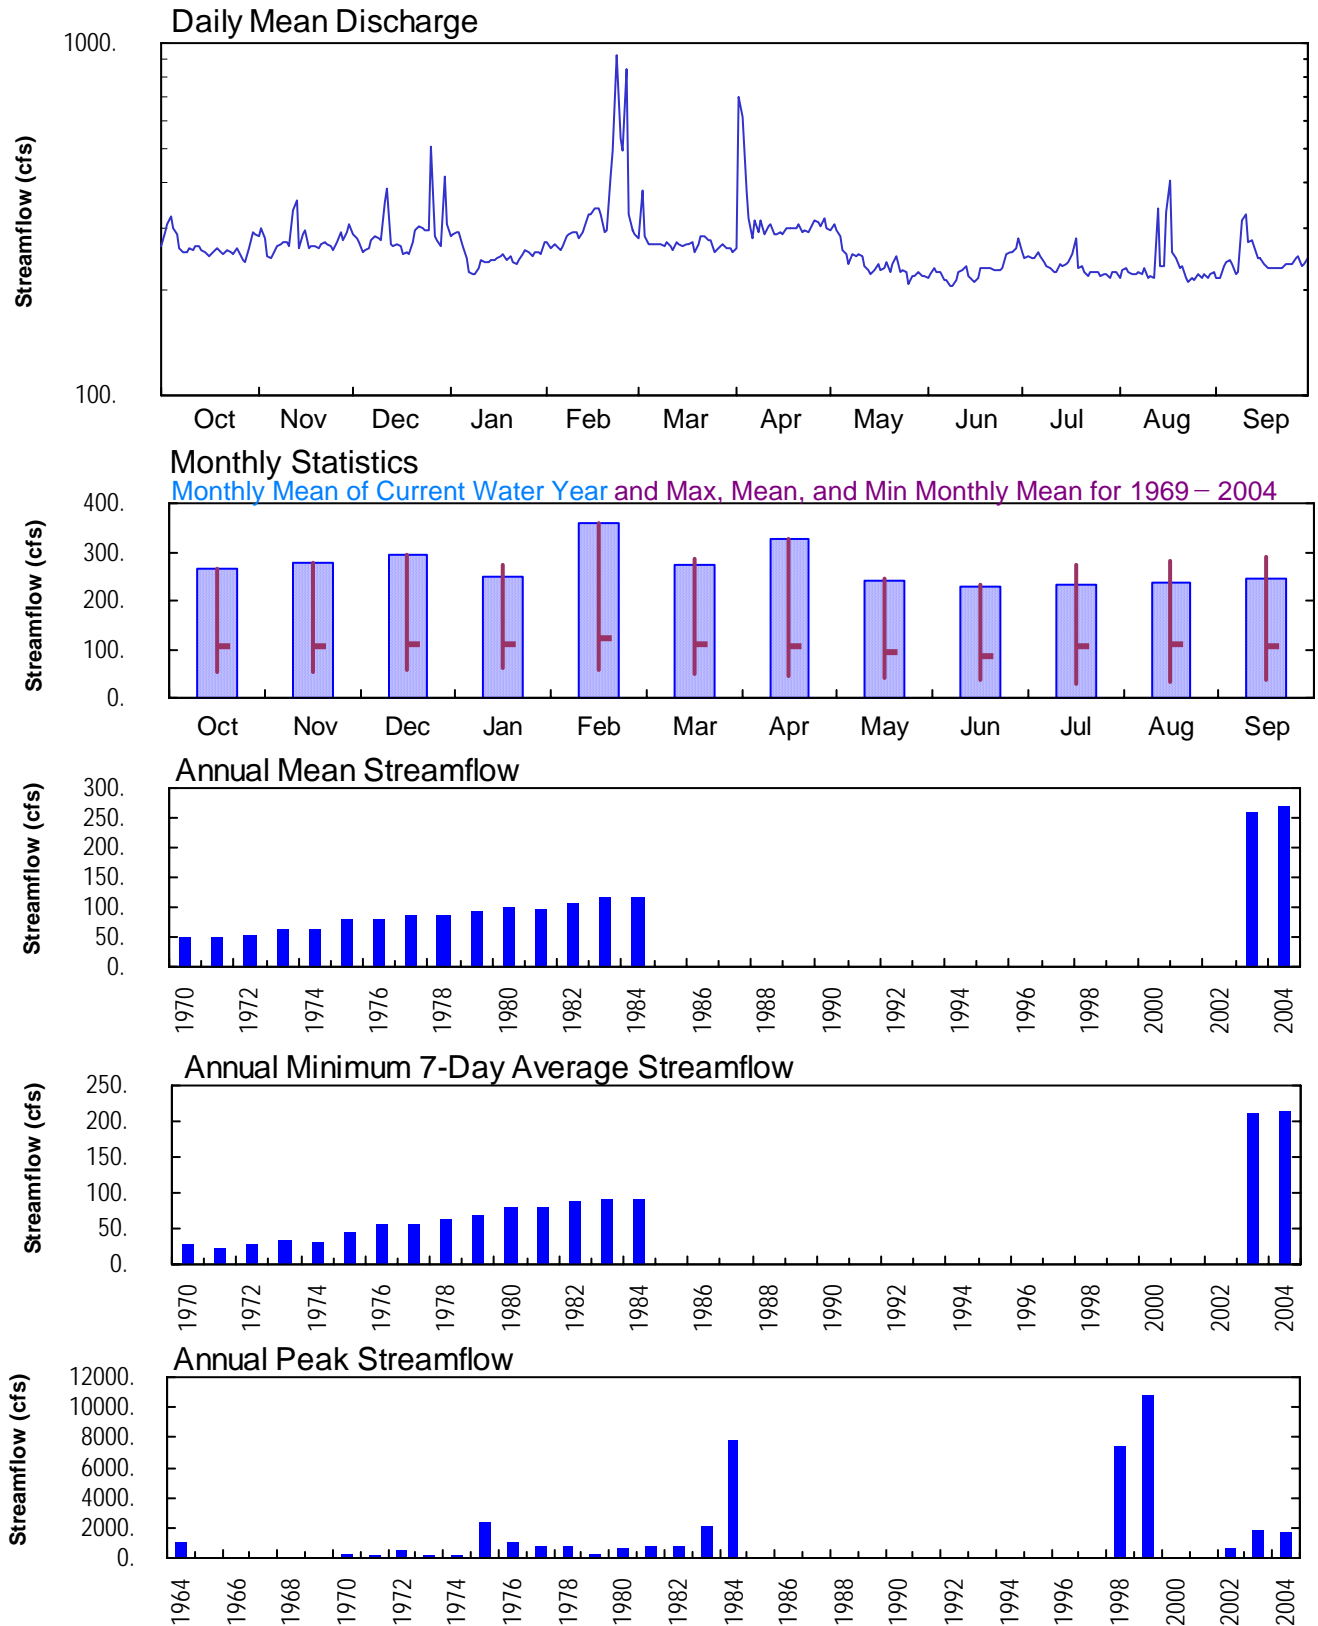 Daily Mean Discharge
Streamflow (cfs)
1000.
100.
Oct Nov Dec Jan Feb Mar Apr May Jun Jul Aug Sep
Monthly Statistics
Monthly Mean of Current Water Year and Max, Mean, and Min Monthly Mean for 1969 – 2004
Streamflow (cfs)
400.
300.
200.
100.
0.
Oct Nov Dec Jan Feb Mar Apr May Jun Jul Aug Sep
Annual Mean Streamflow
Streamflow (cfs)
300.
250.
200.
150.
100.
50.
0.
1970 1972 1974 1976 1978 1980 1982 1984 1986 1988 1990 1992 1994 1996 1998 2000 2002 2004
Annual Minimum 7-Day Average Streamflow
Streamflow (cfs)
250.
200.
150.
100.
50.
0.
1970 1972 1974 1976 1978 1980 1982 1984 1986 1988 1990 1992 1994 1996 1998 2000 2002 2004
Annual Peak Streamflow
Streamflow (cfs)
12000.
10000.
8000.
6000.
4000.
2000.
0.
1964 1966 1968 1970 1972 1974 1976 1978 1980 1982 1984 1986 1988 1990 1992 1994 1996 1998 2000 2002 2004